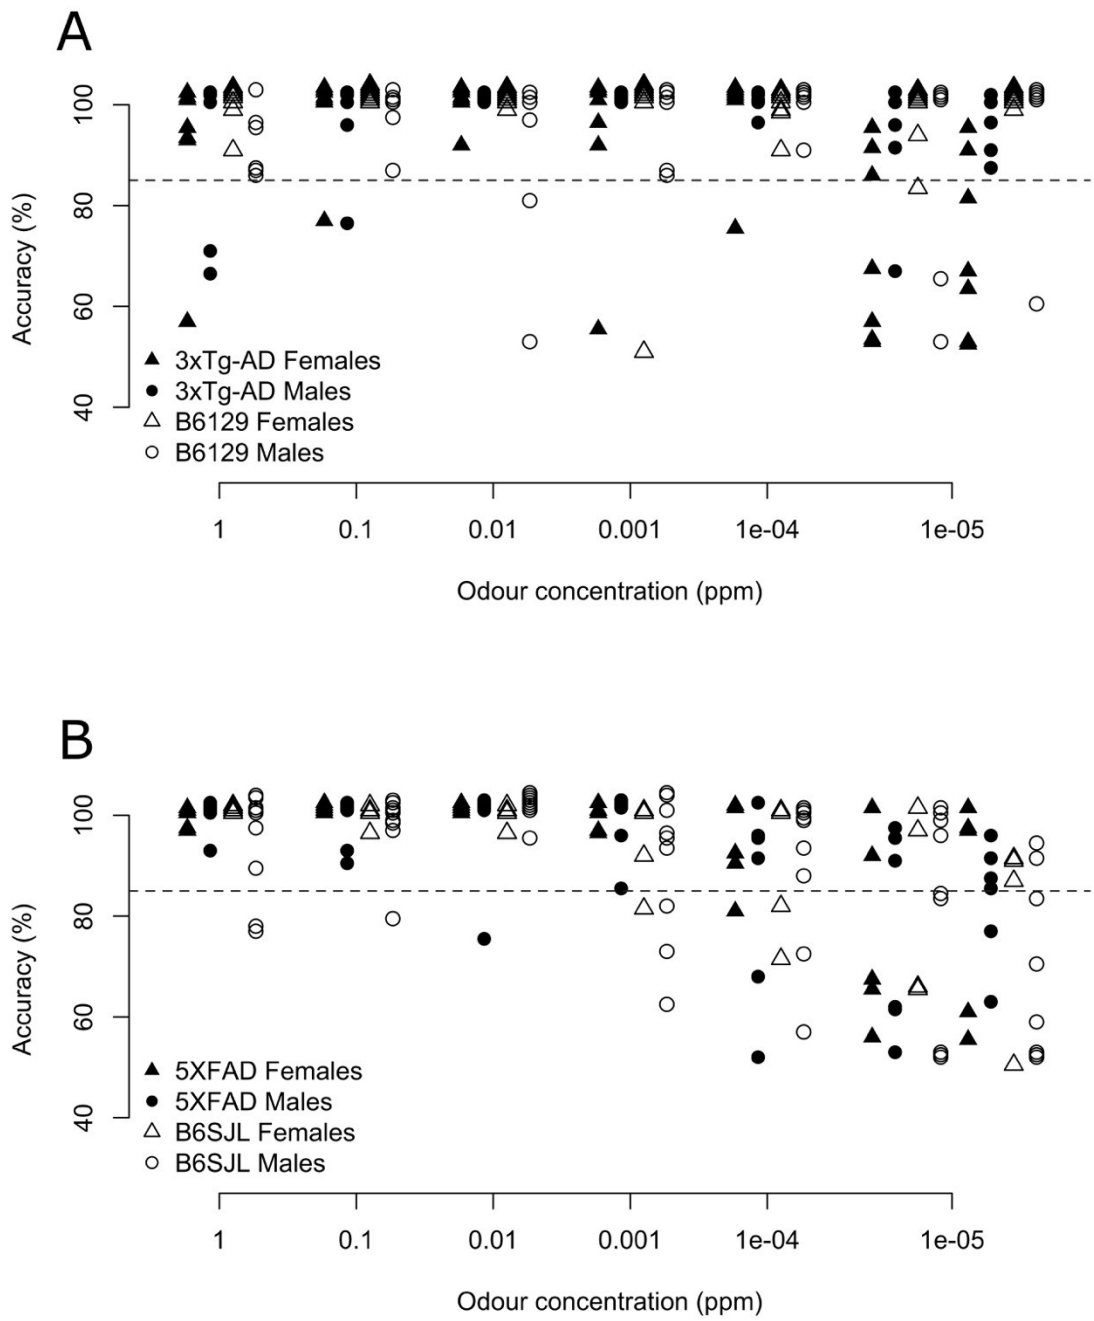 A
Accuracy (%)
100
80
60
40
3xTg-AD Females
3xTg-AD Males
B6129 Females
B6129 Males
1 0.1 0.01 0.001 1e-04 1e-05
Odour concentration (ppm)
B
Accuracy (%)
100
80
60
40
5XFAD Females
5XFAD Males
B6SJL Females
B6SJL Males
1 0.1 0.01 0.001 1e-04 1e-05
Odour concentration (ppm)